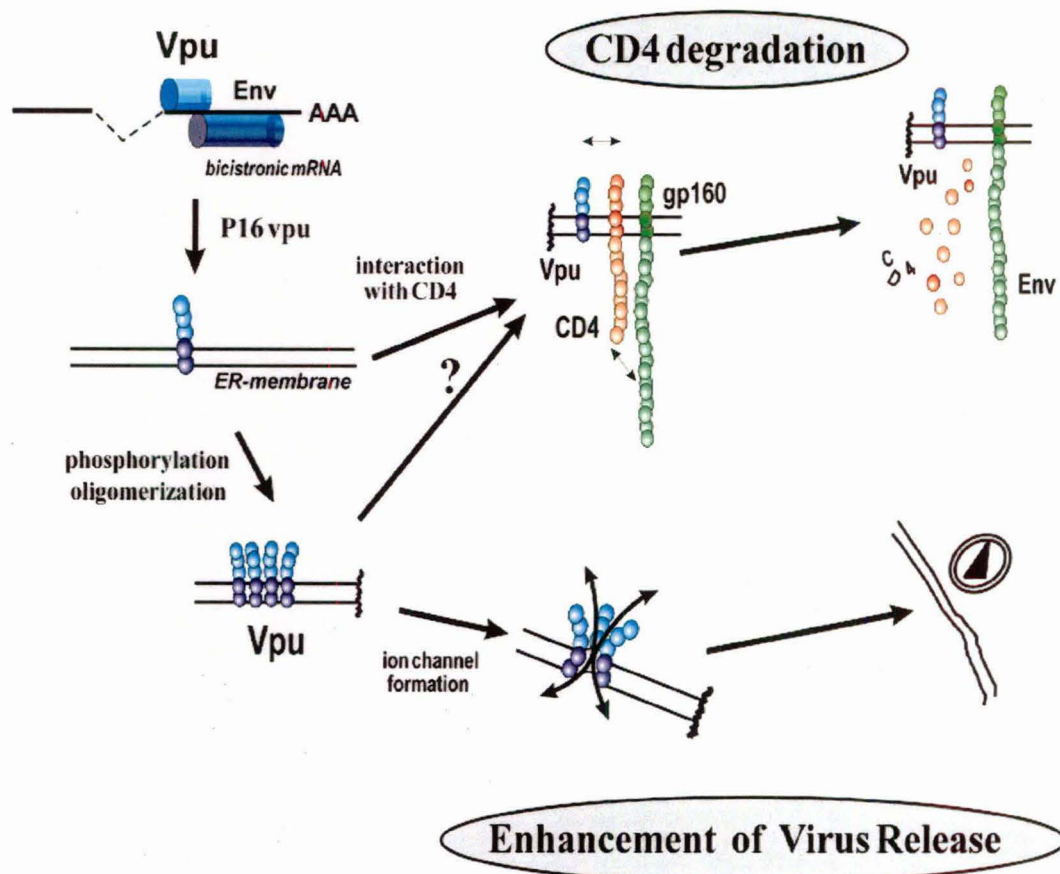 CD4 degradation
Vpu
Env
AAA
bicistronic mRNA
P16 vpu
interaction
with CD4
ER-membrane
?
phosphorylation
oligomerization
Vpu
gp160
Vpu
CD4
Vpu
CD4
Env
ion channel
formation
Enhancement of Virus Release